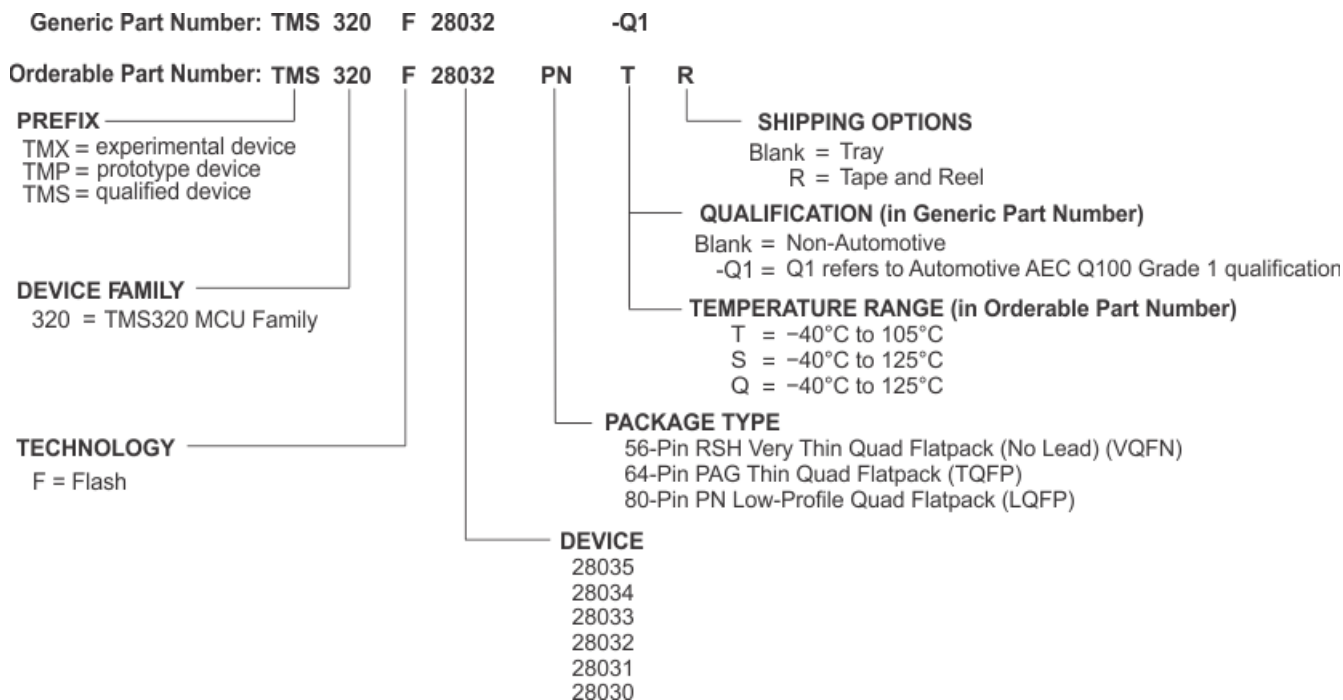 Generic Part Number: TMS 320 F 28032 -Q1
Orderable Part Number: TMS 320 F 28032 PN T R
PREFIX
TMX = experimental device
TMP = prototype device
TMS = qualified device
SHIPPING OPTIONS
Blank = Tray
R = Tape and Reel
QUALIFICATION (in Generic Part Number)
Blank = Non-Automotive
-Q1 = Q1 refers to Automotive AEC Q100 Grade 1 qualification
DEVICE FAMILY
320 = TMS320 MCU Family
TEMPERATURE RANGE (in Orderable Part Number)
T = −40°C to 105°C
S = −40°C to 125°C
Q = −40°C to 125°C
PACKAGE TYPE
56-Pin RSH Very Thin Quad Flatpack (No Lead) (VQFN)
64-Pin PAG Thin Quad Flatpack (TQFP)
80-Pin PN Low-Profile Quad Flatpack (LQFP)
TECHNOLOGY
F = Flash
DEVICE
28035
28034
28033
28032
28031
28030